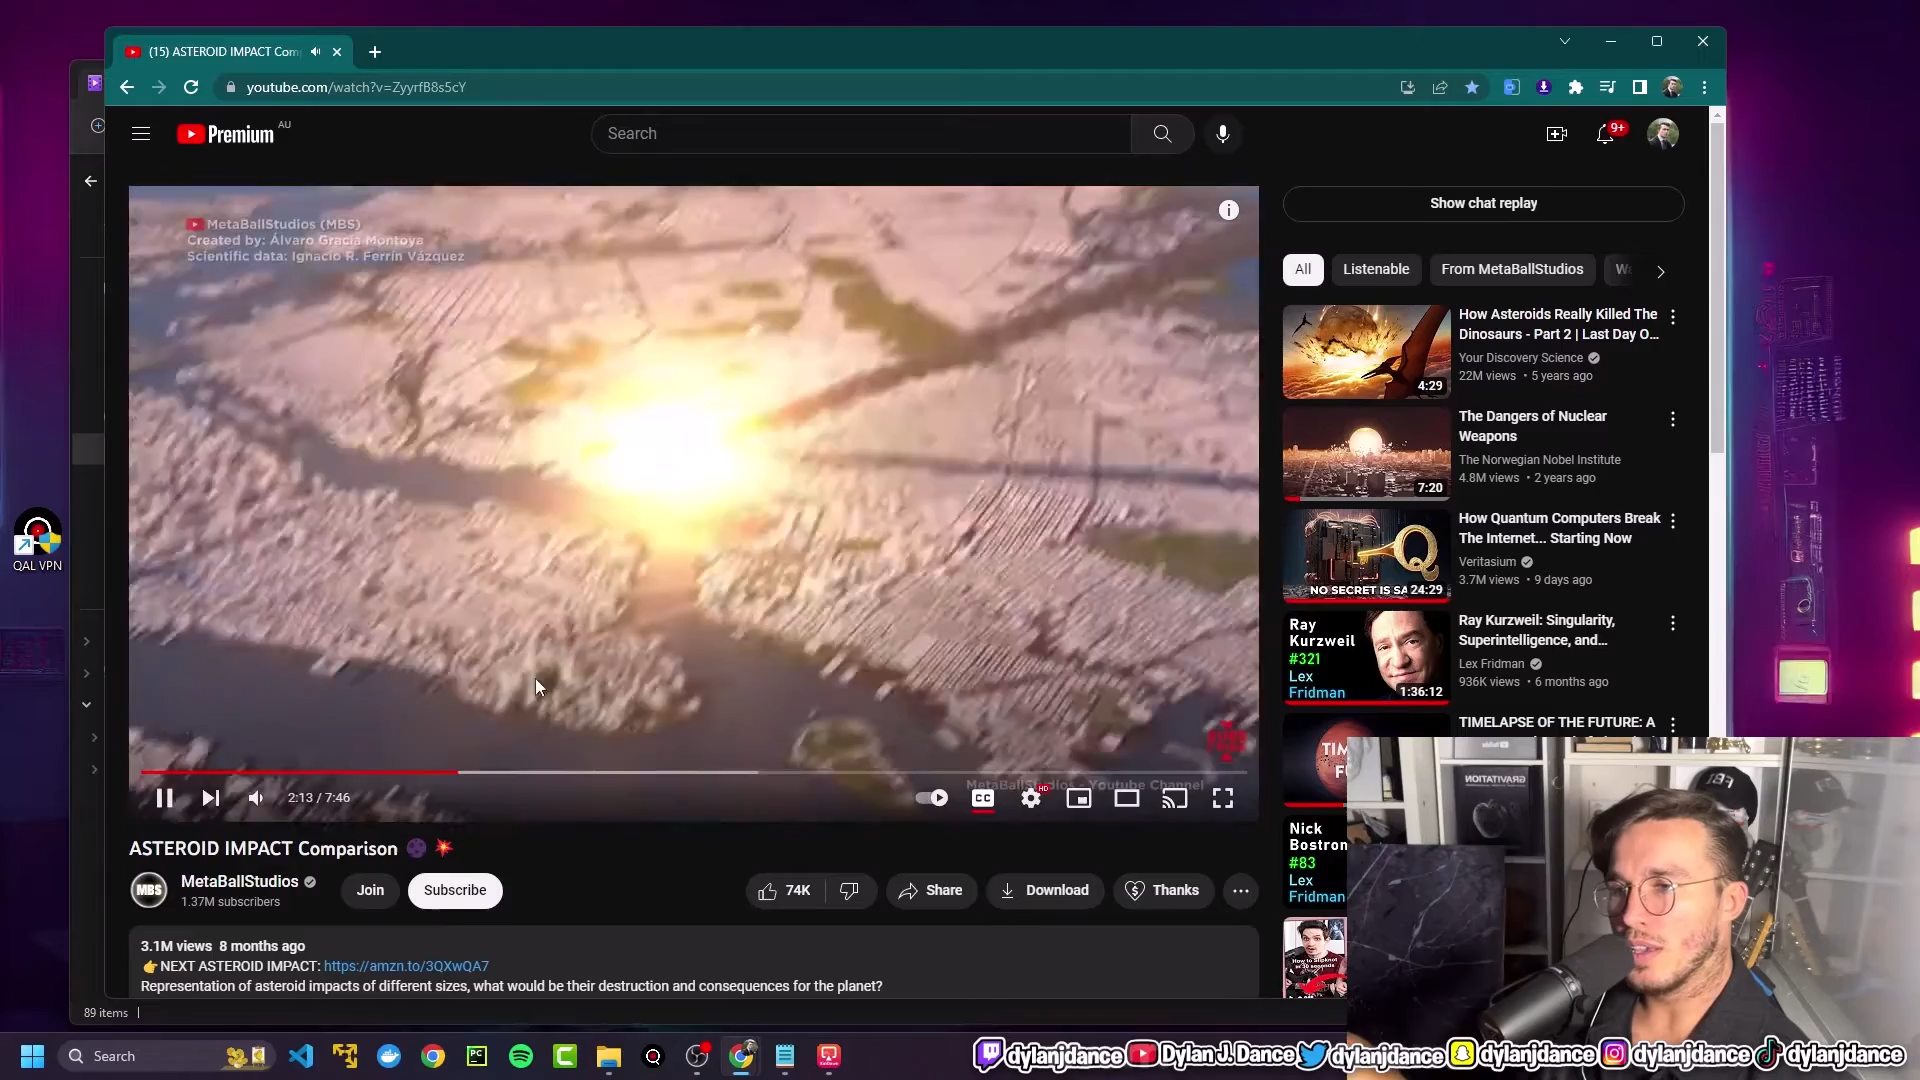 (15) ASTEROID IMPACT Com
youtube.com/watch?v=ZyyrfB8s5cY
Premium AU
Search
9+
MetaBallStudios (MBS)
Created by: Álvaro Gracia Montoya
Scientific data: Ignacio R. Ferrín Vázquez
Show chat replay
All
Listenable
From MetaBallStudios
How Asteroids Really Killed The
Dinosaurs - Part 2 | Last Day O...
Your Discovery Science
22M views • 5 years ago
4:29
The Dangers of Nuclear
Weapons
The Norwegian Nobel Institute
4.8M views • 2 years ago
7:20
How Quantum Computers Break
The Internet... Starting Now
Veritasium
3.7M views • 9 days ago
NO SECRET IS SA
24:29
Ray Kurzweil: Singularity,
Superintelligence, and...
Lex Fridman
936K views • 6 months ago
Ray
Kurzweil
#321
Lex
Fridman
1:36:12
TIMELAPSE OF THE FUTURE: A
Nick
Bostrom
#83
Lex
Fridman
QAL VPN
MetaBallStudios - Youtube Channel
2:13 / 7:46
CC
HD
ASTEROID IMPACT Comparison
MBS
MetaBallStudios
1.37M subscribers
Join
Subscribe
74K
Share
Download
Thanks
3.1M views 8 months ago
NEXT ASTEROID IMPACT: https://amzn.to/3QXwQA7
Representation of asteroid impacts of different sizes, what would be their destruction and consequences for the planet?
89 items
Search
PC
dylanjdance
Dylan J. Dance
dylanjdance
dylanjdance
dylanjdance
dylanjdance